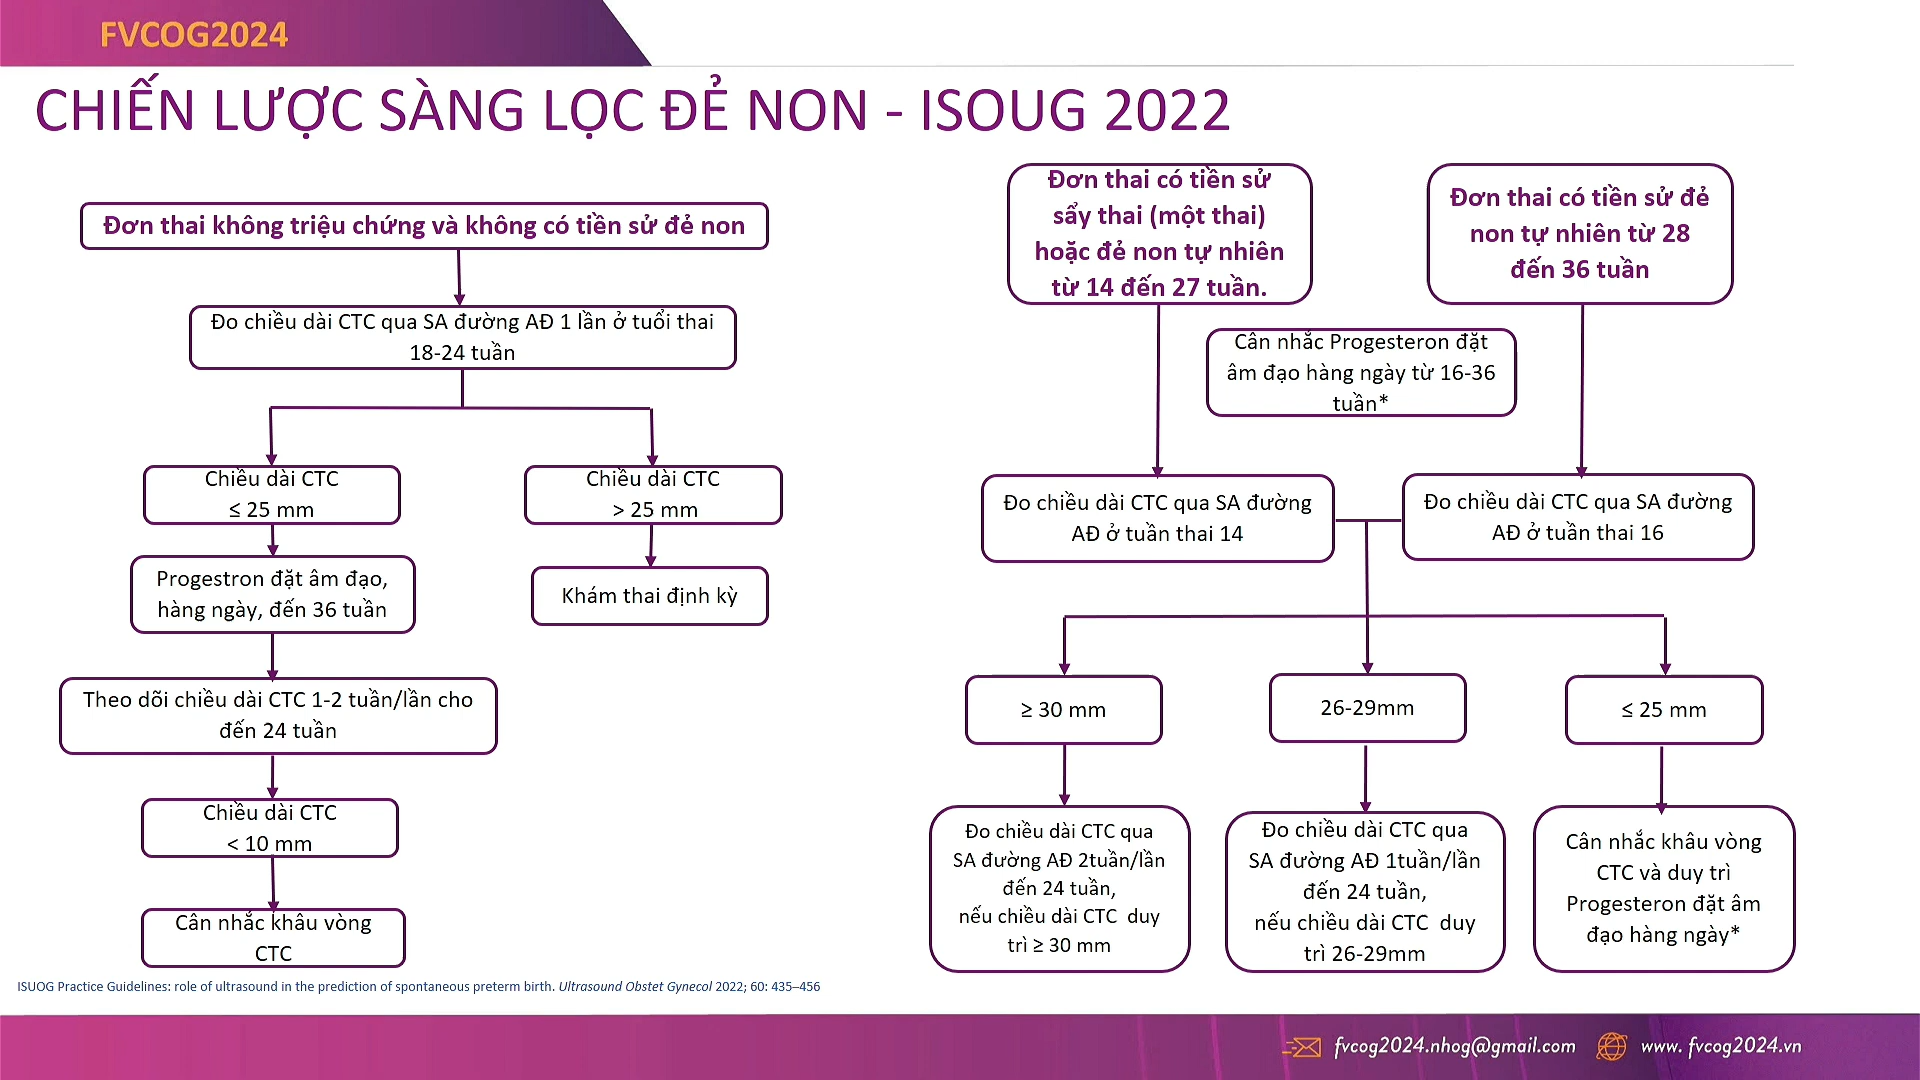 FVCOG2024
CHIẾN LƯỢC SÀNG LỌC ĐẺ NON - ISOUG 2022
Đơn thai không triệu chứng và không có tiền sử đẻ non
Đo chiều dài CTC qua SA đường AĐ 1 lần ở tuổi thai
18-24 tuần
Chiều dài CTC
≤ 25 mm
Chiều dài CTC
> 25 mm
Progestron đặt âm đạo,
hàng ngày, đến 36 tuần
Khám thai định kỳ
Theo dõi chiều dài CTC 1-2 tuần/lần cho
đến 24 tuần
Chiều dài CTC
< 10 mm
Cân nhắc khâu vòng
CTC
Đơn thai có tiền sử
sẩy thai (một thai)
hoặc đẻ non tự nhiên
từ 14 đến 27 tuần.
Đơn thai có tiền sử đẻ
non tự nhiên từ 28
đến 36 tuần
Cân nhắc Progesteron đặt
âm đạo hàng ngày từ 16-36
tuần*
Đo chiều dài CTC qua SA đường
AĐ ở tuần thai 14
Đo chiều dài CTC qua SA đường
AĐ ở tuần thai 16
≥ 30 mm
26-29mm
≤ 25 mm
Đo chiều dài CTC qua
SA đường AĐ 2tuần/lần
đến 24 tuần,
nếu chiều dài CTC duy
trì ≥ 30 mm
Đo chiều dài CTC qua
SA đường AĐ 1tuần/lần
đến 24 tuần,
nếu chiều dài CTC duy
trì 26-29mm
Cân nhắc khâu vòng
CTC và duy trì
Progesteron đặt âm
đạo hàng ngày*
ISUOG Practice Guidelines: role of ultrasound in the prediction of spontaneous preterm birth. Ultrasound Obstet Gynecol 2022; 60: 435–456
fvcog2024.nhog@gmail.com
www. fvcog2024.vn